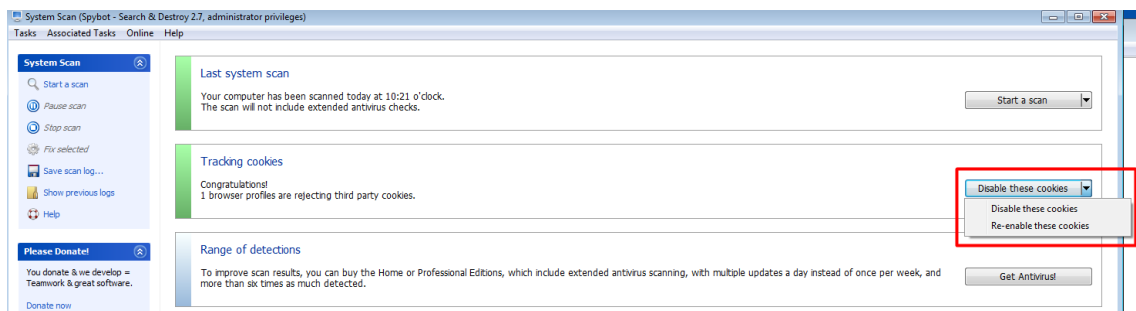 System Scan (Spybot - Search & Destroy 2.7, administrator privileges)
Tasks Associated Tasks Online Help
System Scan
Start a scan
Pause scan
Stop scan
Fix selected
Save scan log...
Show previous logs
Help
Please Donate!
You donate & we develop =
Teamwork & great software.
Donate now
Last system scan
Your computer has been scanned today at 10:21 o'clock.
The scan will not include extended antivirus checks.
Start a scan
Tracking cookies
Congratulations!
1 browser profiles are rejecting third party cookies.
Disable these cookies
Disable these cookies
Re-enable these cookies
Range of detections
To improve scan results, you can buy the Home or Professional Editions, which include extended antivirus scanning, with multiple updates a day instead of once per week, and
more than six times as much detected.
Get Antivirus!